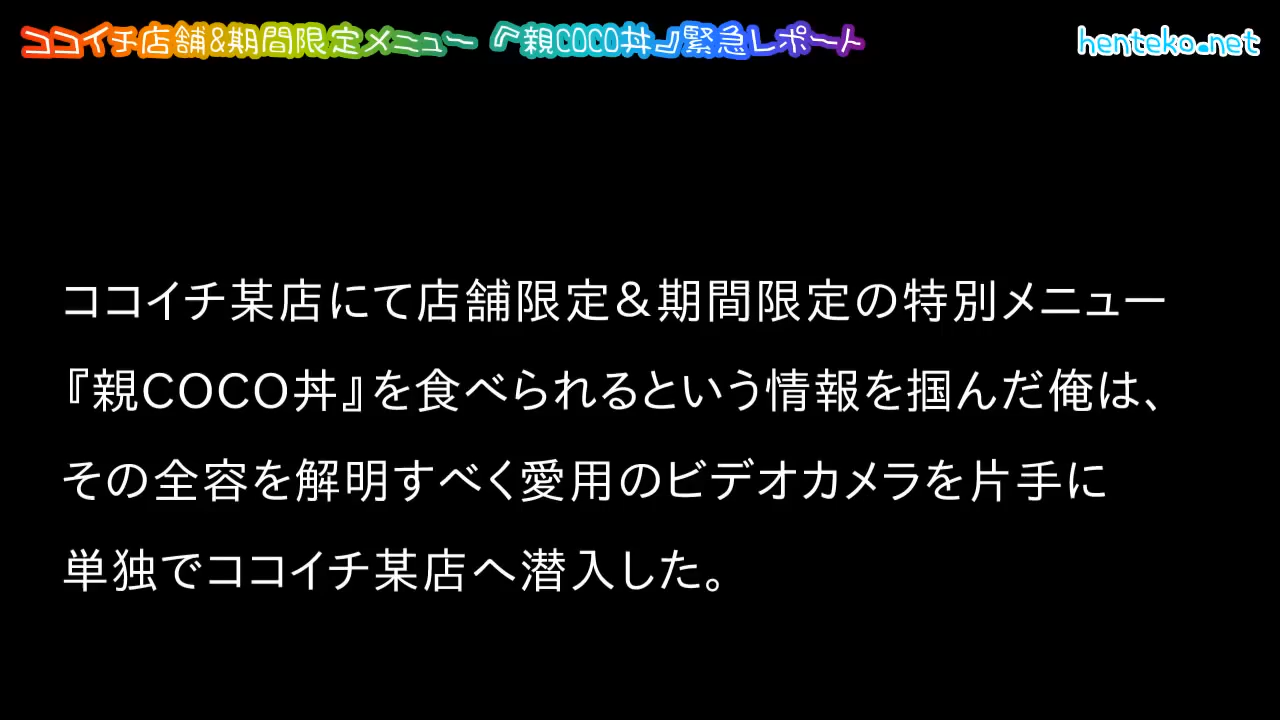 ココイチ店舗&期間限定メニュー『親COCO丼』緊急レポート
henteko.net
ココイチ某店にて店舗限定&期間限定の特別メニュー
『親COCO丼』を食べられるという情報を掴んだ俺は、
その全容を解明すべく愛用のビデオカメラを片手に
単独でココイチ某店へ潜入した。